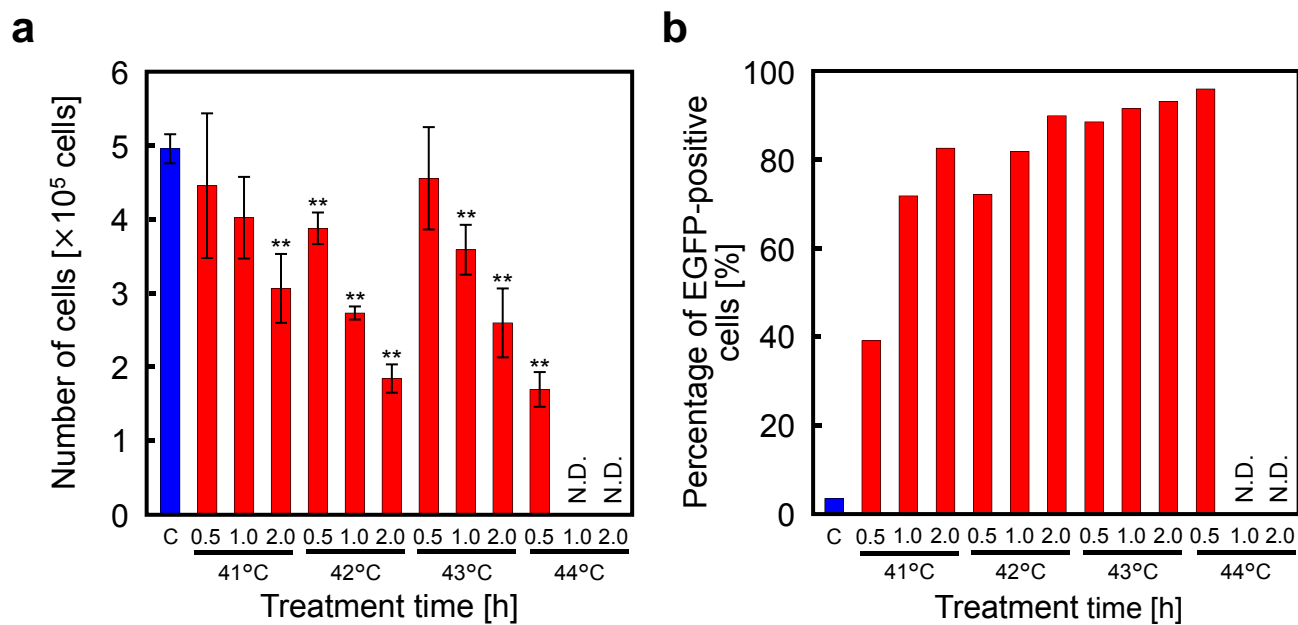 a
Number of cells [×10⁵ cells]
6
5
4
3
2
1
0
**
**
**
**
**
**
**
N.D.
N.D.
C 0.5 1.0 2.0 0.5 1.0 2.0 0.5 1.0 2.0 0.5 1.0 2.0
41°C 42°C 43°C 44°C
Treatment time [h]
b
Percentage of EGFP-positive
cells [%]
100
80
60
40
20
0
N.D.
N.D.
C 0.5 1.0 2.0 0.5 1.0 2.0 0.5 1.0 2.0 0.5 1.0 2.0
41°C 42°C 43°C 44°C
Treatment time [h]